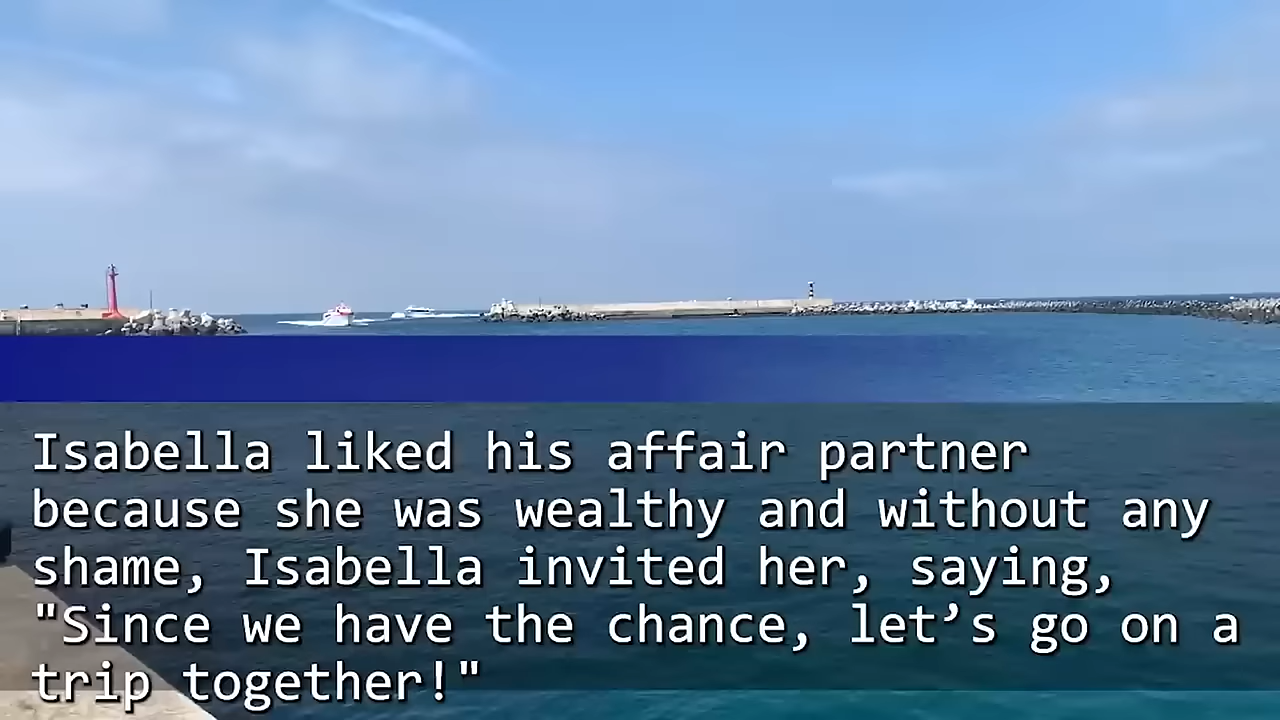 Isabella liked his affair partner
because she was wealthy and without any
shame, Isabella invited her, saying,
"Since we have the chance, let’s go on a
trip together!"